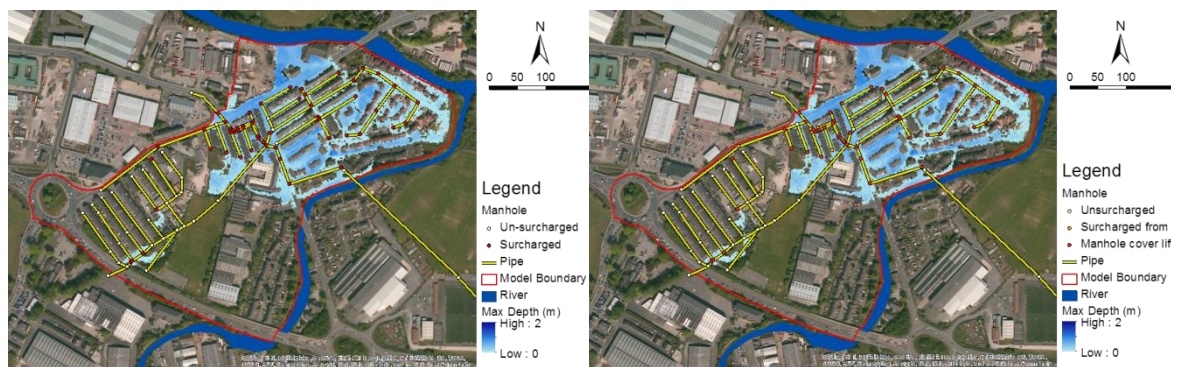 N
0 50 100
Legend
Manhole
Un-surcharged
Surcharged
Pipe
Model Boundary
River
Max Depth (m)
High : 2
Low : 0
N
0 50 100
Legend
Manhole
Unsurcharged
Surcharged from
Manhole cover lif
Pipe
Model Boundary
River
Max Depth (m)
High : 2
Low : 0